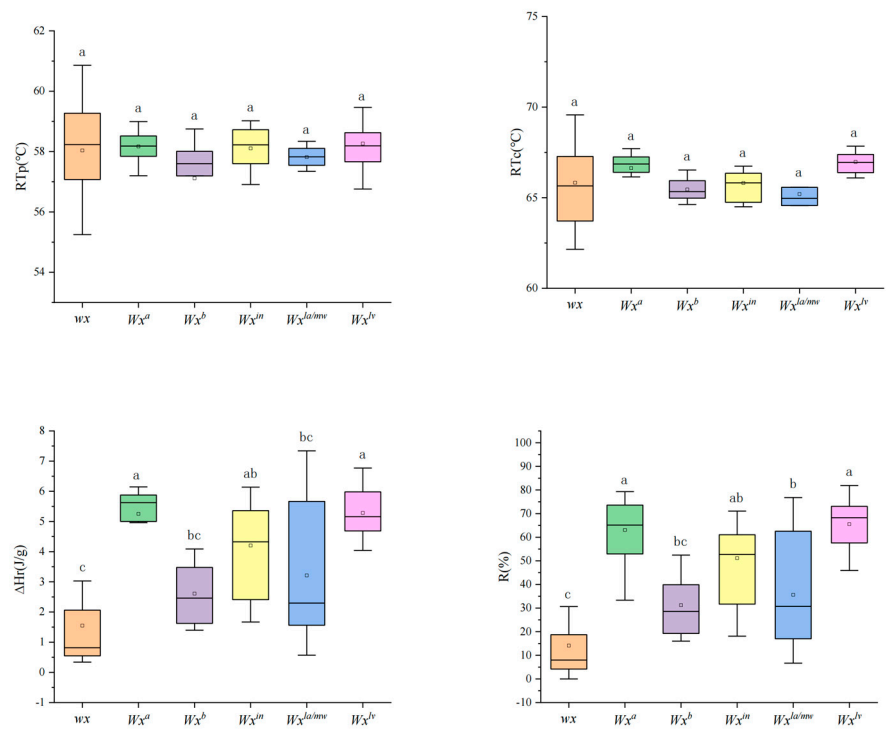 62
60
58
56
54
RTp(℃)
a
a
a
a
a
a
wx
Wxᵃ
Wxᵇ
Wxⁱⁿ
Wxˡᵃ/ᵐʷ
Wxˡᵛ
75
70
65
60
RTc(℃)
a
a
a
a
a
a
wx
Wxᵃ
Wxᵇ
Wxⁱⁿ
Wxˡᵃ/ᵐʷ
Wxˡᵛ
8
7
6
5
4
3
2
1
0
-1
ΔHr(J/g)
c
a
bc
ab
bc
a
wx
Wxᵃ
Wxᵇ
Wxⁱⁿ
Wxˡᵃ/ᵐʷ
Wxˡᵛ
100
90
80
70
60
50
40
30
20
10
0
-10
R(%)
c
a
bc
ab
b
a
wx
Wxᵃ
Wxᵇ
Wxⁱⁿ
Wxˡᵃ/ᵐʷ
Wxˡᵛ